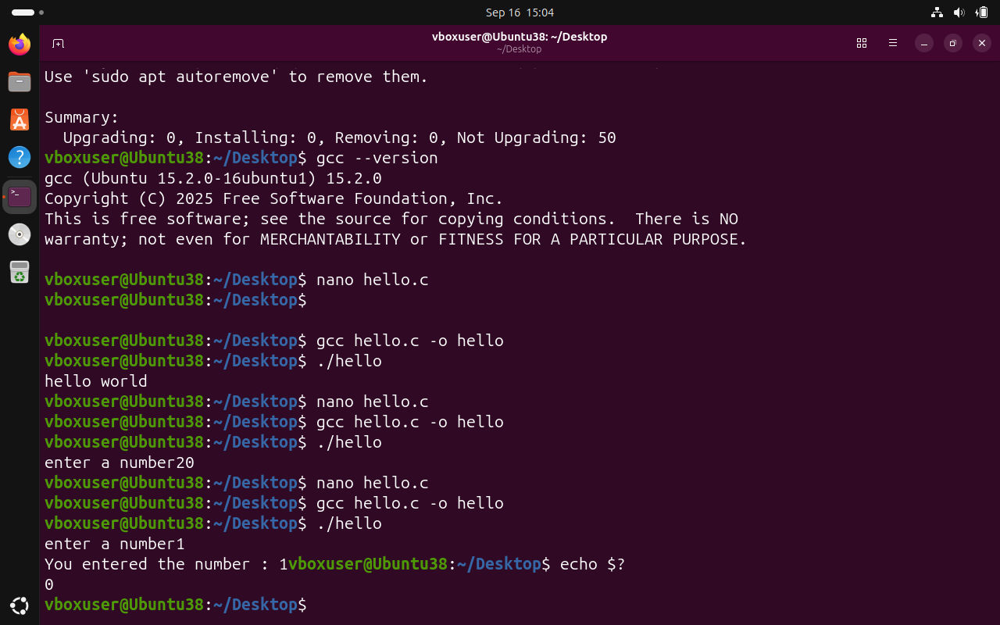 Sep 16 15:04
vboxuser@Ubuntu38: ~/Desktop
~/Desktop
Use 'sudo apt autoremove' to remove them.
Summary:
  Upgrading: 0, Installing: 0, Removing: 0, Not Upgrading: 50
vboxuser@Ubuntu38:~/Desktop$ gcc --version
gcc (Ubuntu 15.2.0-16ubuntu1) 15.2.0
Copyright (C) 2025 Free Software Foundation, Inc.
This is free software; see the source for copying conditions.  There is NO
warranty; not even for MERCHANTABILITY or FITNESS FOR A PARTICULAR PURPOSE.
vboxuser@Ubuntu38:~/Desktop$ nano hello.c
vboxuser@Ubuntu38:~/Desktop$
vboxuser@Ubuntu38:~/Desktop$ gcc hello.c -o hello
vboxuser@Ubuntu38:~/Desktop$ ./hello
hello world
vboxuser@Ubuntu38:~/Desktop$ nano hello.c
vboxuser@Ubuntu38:~/Desktop$ gcc hello.c -o hello
vboxuser@Ubuntu38:~/Desktop$ ./hello
enter a number20
vboxuser@Ubuntu38:~/Desktop$ nano hello.c
vboxuser@Ubuntu38:~/Desktop$ gcc hello.c -o hello
vboxuser@Ubuntu38:~/Desktop$ ./hello
enter a number1
You entered the number : 1vboxuser@Ubuntu38:~/Desktop$ echo $?
0
vboxuser@Ubuntu38:~/Desktop$